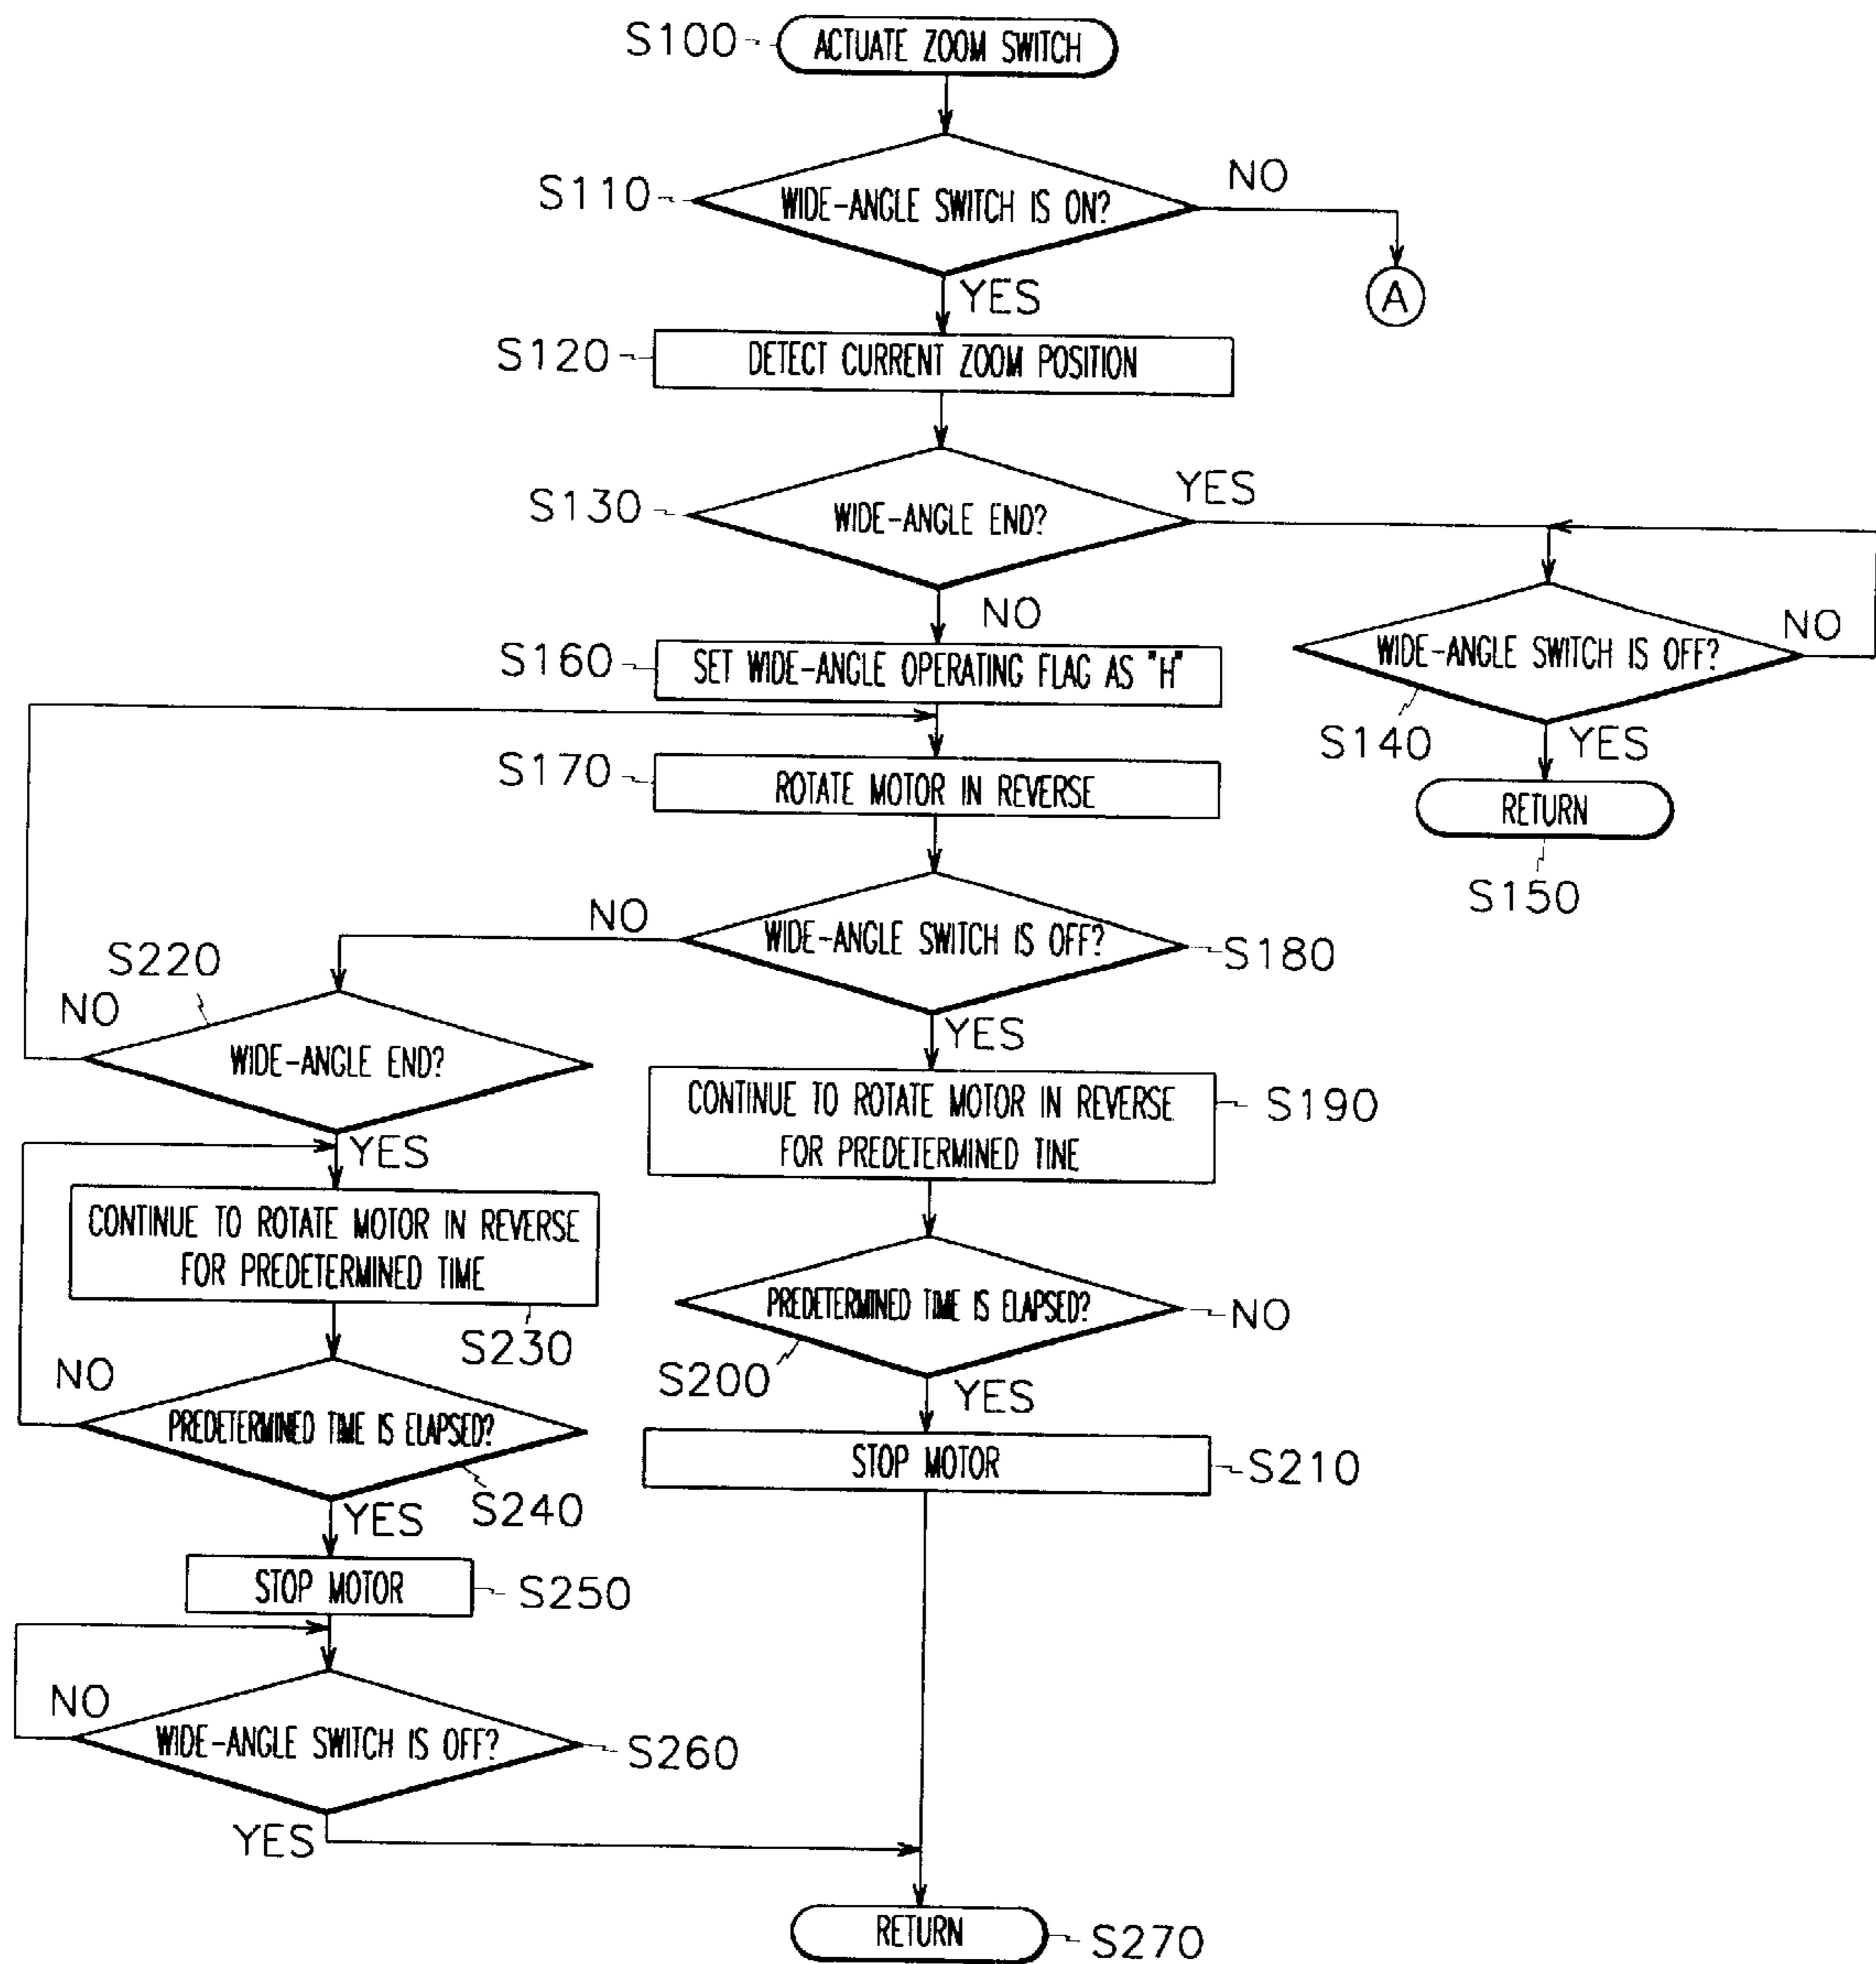 S100
ACTUATE ZOOM SWITCH
S110
WIDE-ANGLE SWITCH IS ON?
NO
A
YES
S120
DETECT CURRENT ZOOM POSITION
S130
WIDE-ANGLE END?
YES
NO
S160
SET WIDE-ANGLE OPERATING FLAG AS "H"
WIDE-ANGLE SWITCH IS OFF?
NO
S140
YES
RETURN
S150
S170
ROTATE MOTOR IN REVERSE
NO
WIDE-ANGLE SWITCH IS OFF?
S180
YES
S220
NO
WIDE-ANGLE END?
YES
CONTINUE TO ROTATE MOTOR IN REVERSE
FOR PREDETERMINED TINE
S190
CONTINUE TO ROTATE MOTOR IN REVERSE
FOR PREDETERMINED TIME
S230
PREDETERMINED TIME IS ELAPSED?
NO
S200
YES
NO
PREDETERMINED TIME IS ELAPSED?
S240
YES
STOP MOTOR
S210
STOP MOTOR
S250
NO
WIDE-ANGLE SWITCH IS OFF?
S260
YES
RETURN
S270